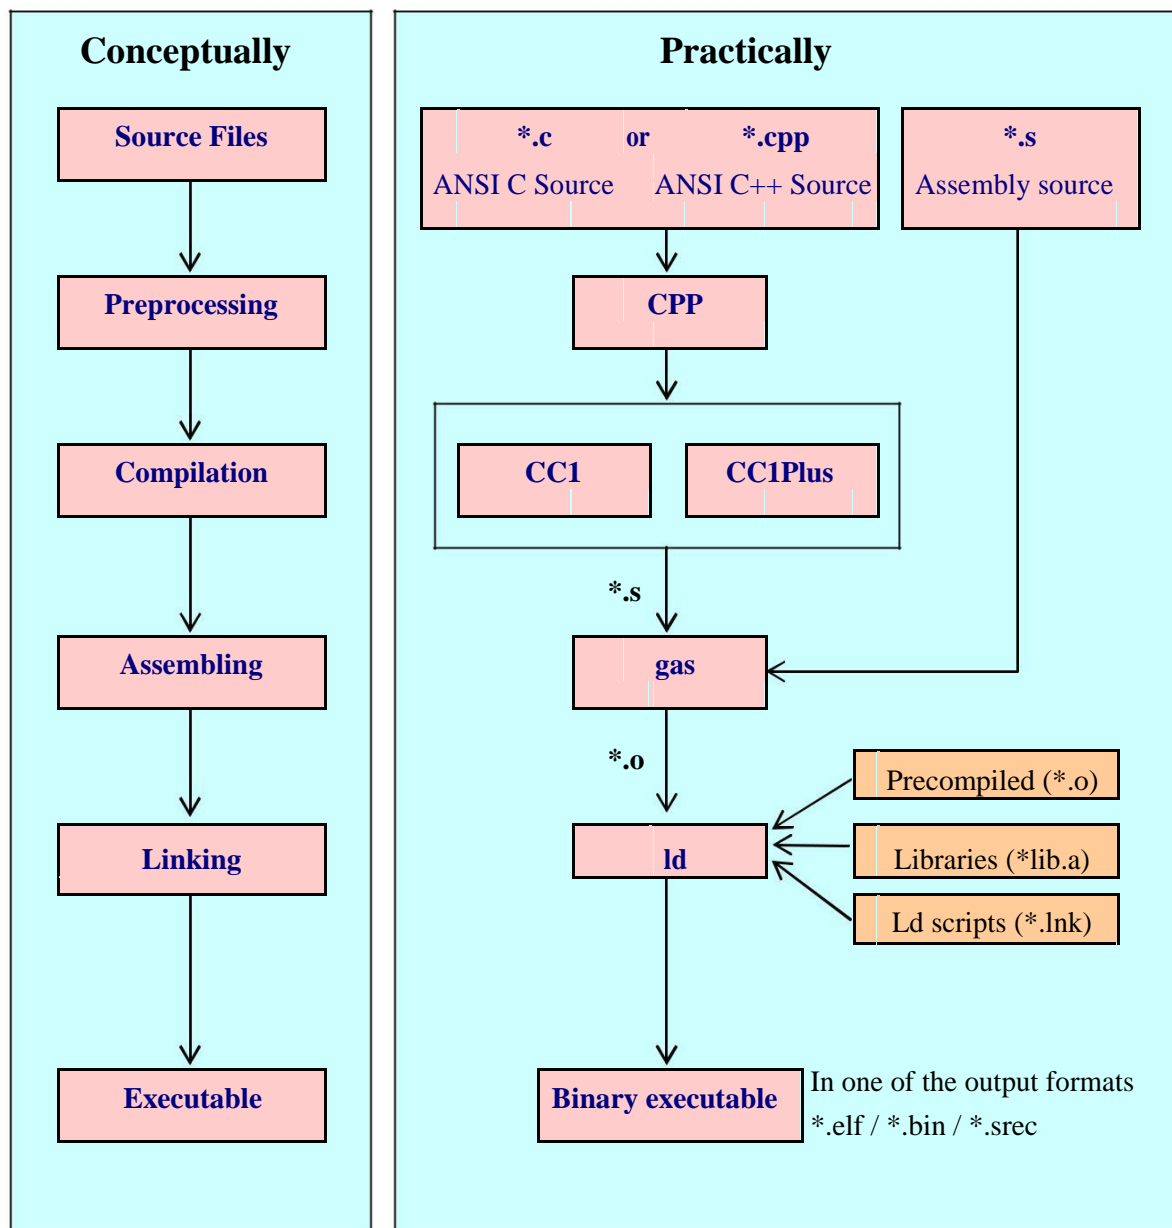 Conceptually
Source Files
Preprocessing
Compilation
Assembling
Linking
Executable
Practically
*.c or *.cpp
ANSI C Source ANSI C++ Source
*.s
Assembly source
CPP
CC1
CC1Plus
*.s
gas
*.o
ld
Precompiled (*.o)
Libraries (*lib.a)
Ld scripts (*.lnk)
Binary executable
In one of the output formats
*.elf / *.bin / *.srec